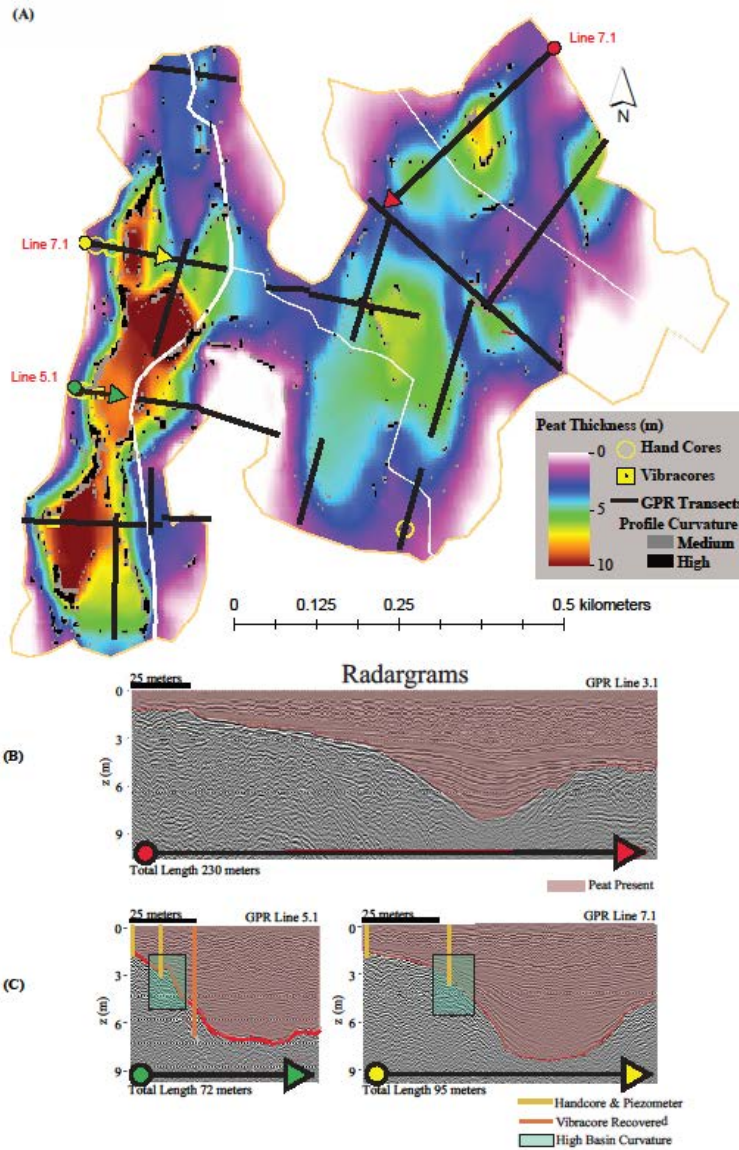 (A)
Line 7.1
N
Line 7.1
Line 5.1
Peat Thickness (m)
0
5
10
Hand Cores
Vibracores
GPR Transects
Profile Curvature
Medium
High
0 0.125 0.25 0.5 kilometers
Radargrams
25 meters
GPR Line 3.1
(B)
0
3
6
9
z (m)
Total Length 230 meters
Peat Present
(C)
25 meters
GPR Line 5.1
0
3
6
9
z (m)
Total Length 72 meters
25 meters
GPR Line 7.1
0
3
6
9
z (m)
Total Length 95 meters
Handcore & Piezometer
Vibracore Recovered
High Basin Curvature